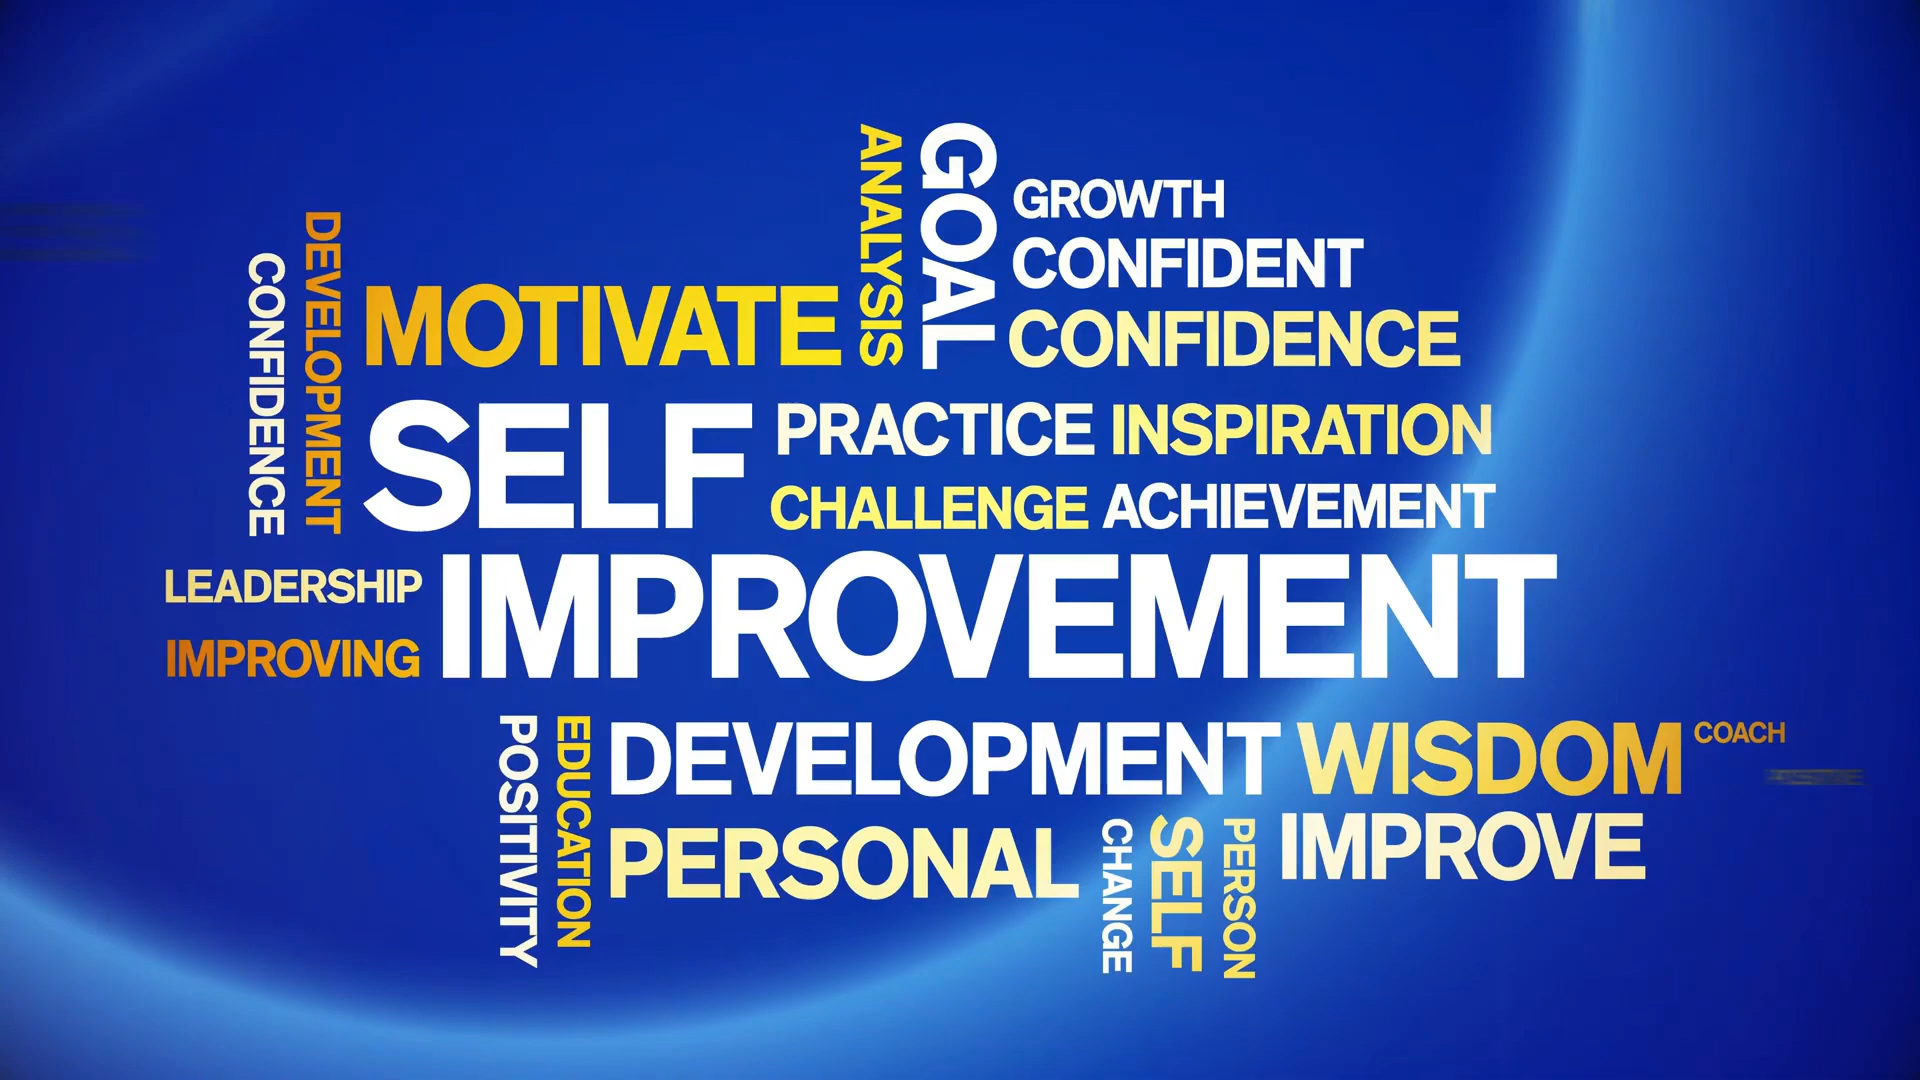 ANALYSIS
GOAL
GROWTH
CONFIDENT
CONFIDENCE
CONFIDENCE
DEVELOPMENT
MOTIVATE
SELF
PRACTICE INSPIRATION
CHALLENGE ACHIEVEMENT
LEADERSHIP
IMPROVING
IMPROVEMENT
POSITIVITY
EDUCATION
DEVELOPMENT WISDOM COACH
PERSONAL
CHANGE
SELF
PERSON
IMPROVE